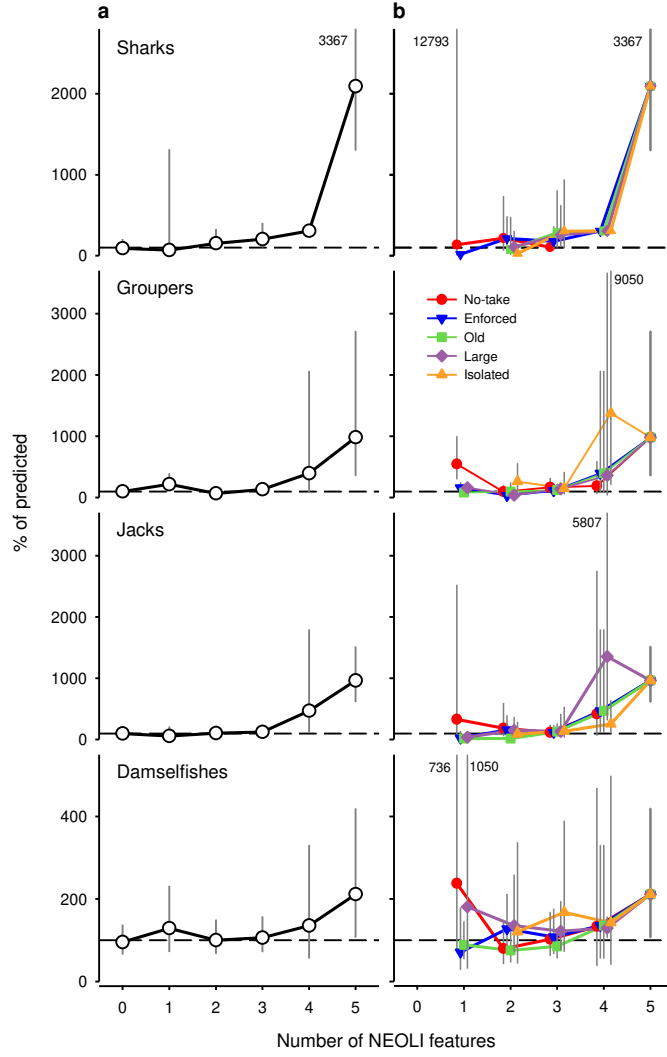 a
b
Sharks
3367
12793
3367
2000
1000
0
Groupers
9050
No-take
Enforced
Old
Large
Isolated
3000
2000
1000
0
% of predicted
Jacks
5807
3000
2000
1000
0
Damselfishes
736
1050
400
200
0
0 1 2 3 4 5
0 1 2 3 4 5
Number of NEOLI features